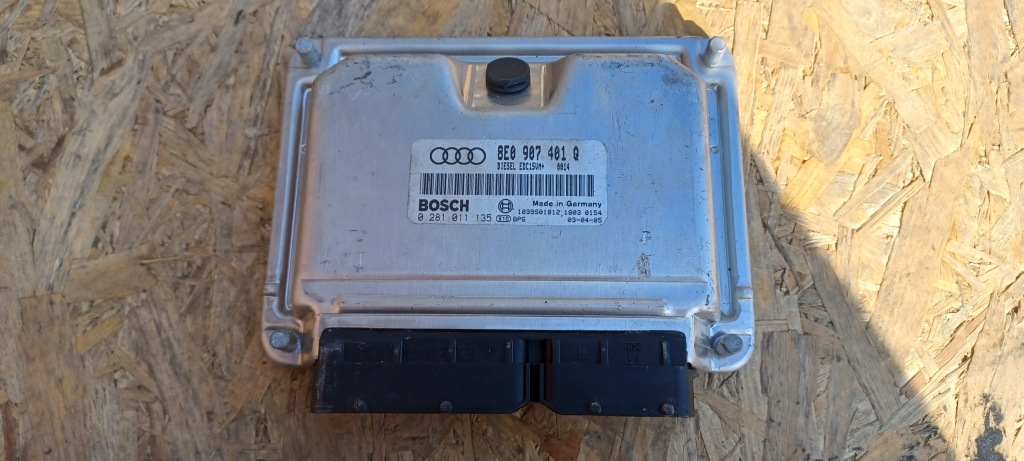 8E0 907 401 Q
DIESEL EDC15VM+ 0014
BOSCH
Made in Germany
0 281 011 135 BPG
1039S01812 1803 0154
03-04-05